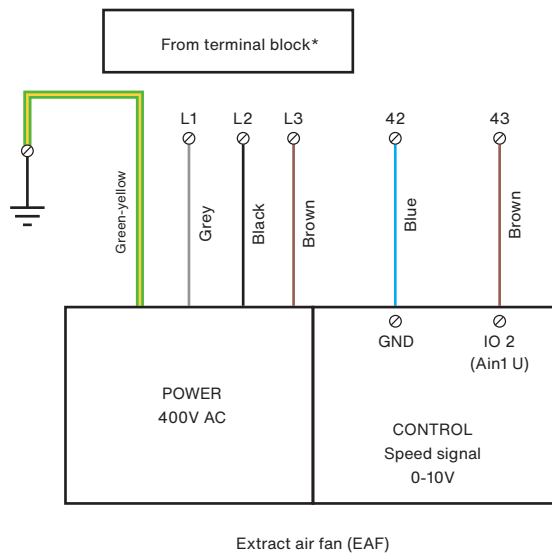 From terminal block*
L1
L2
L3
42
43
Green-yellow
Grey
Black
Brown
Blue
Brown
GND
IO 2
(Ain1 U)
POWER
400V AC
CONTROL
Speed signal
0-10V
Extract air fan (EAF)